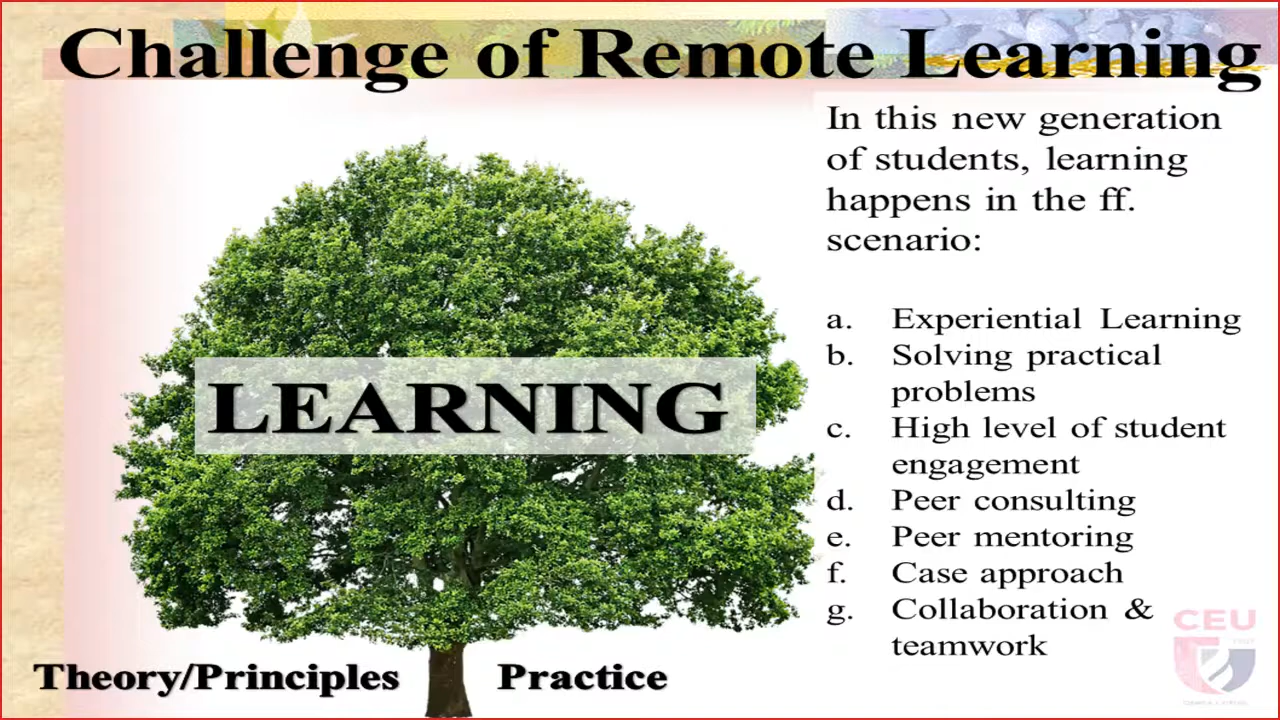 Challenge of Remote Learning
In this new generation
of students, learning
happens in the ff.
scenario:
a. Experiential Learning
b. Solving practical
problems
c. High level of student
engagement
d. Peer consulting
e. Peer mentoring
f. Case approach
g. Collaboration &
teamwork
LEARNING
Theory/Principles
Practice
CEU